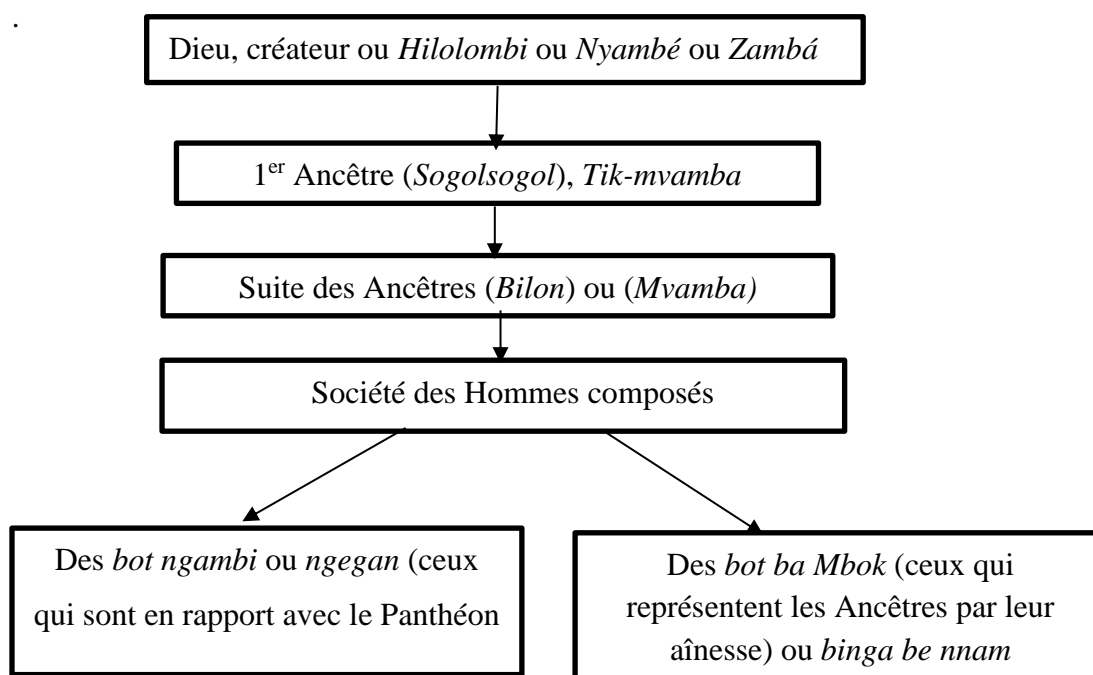 .
Dieu, créateur ou Hilolombi ou Nyambé ou Zambá
1er Ancêtre (Sogolsogol), Tik-mvamba
Suite des Ancêtres (Bilon) ou (Mvamba)
Société des Hommes composés
Des bot ngambi ou ngegan (ceux
qui sont en rapport avec le Panthéon
Des bot ba Mbok (ceux qui
représentent les Ancêtres par leur
aînesse) ou binga be nnam